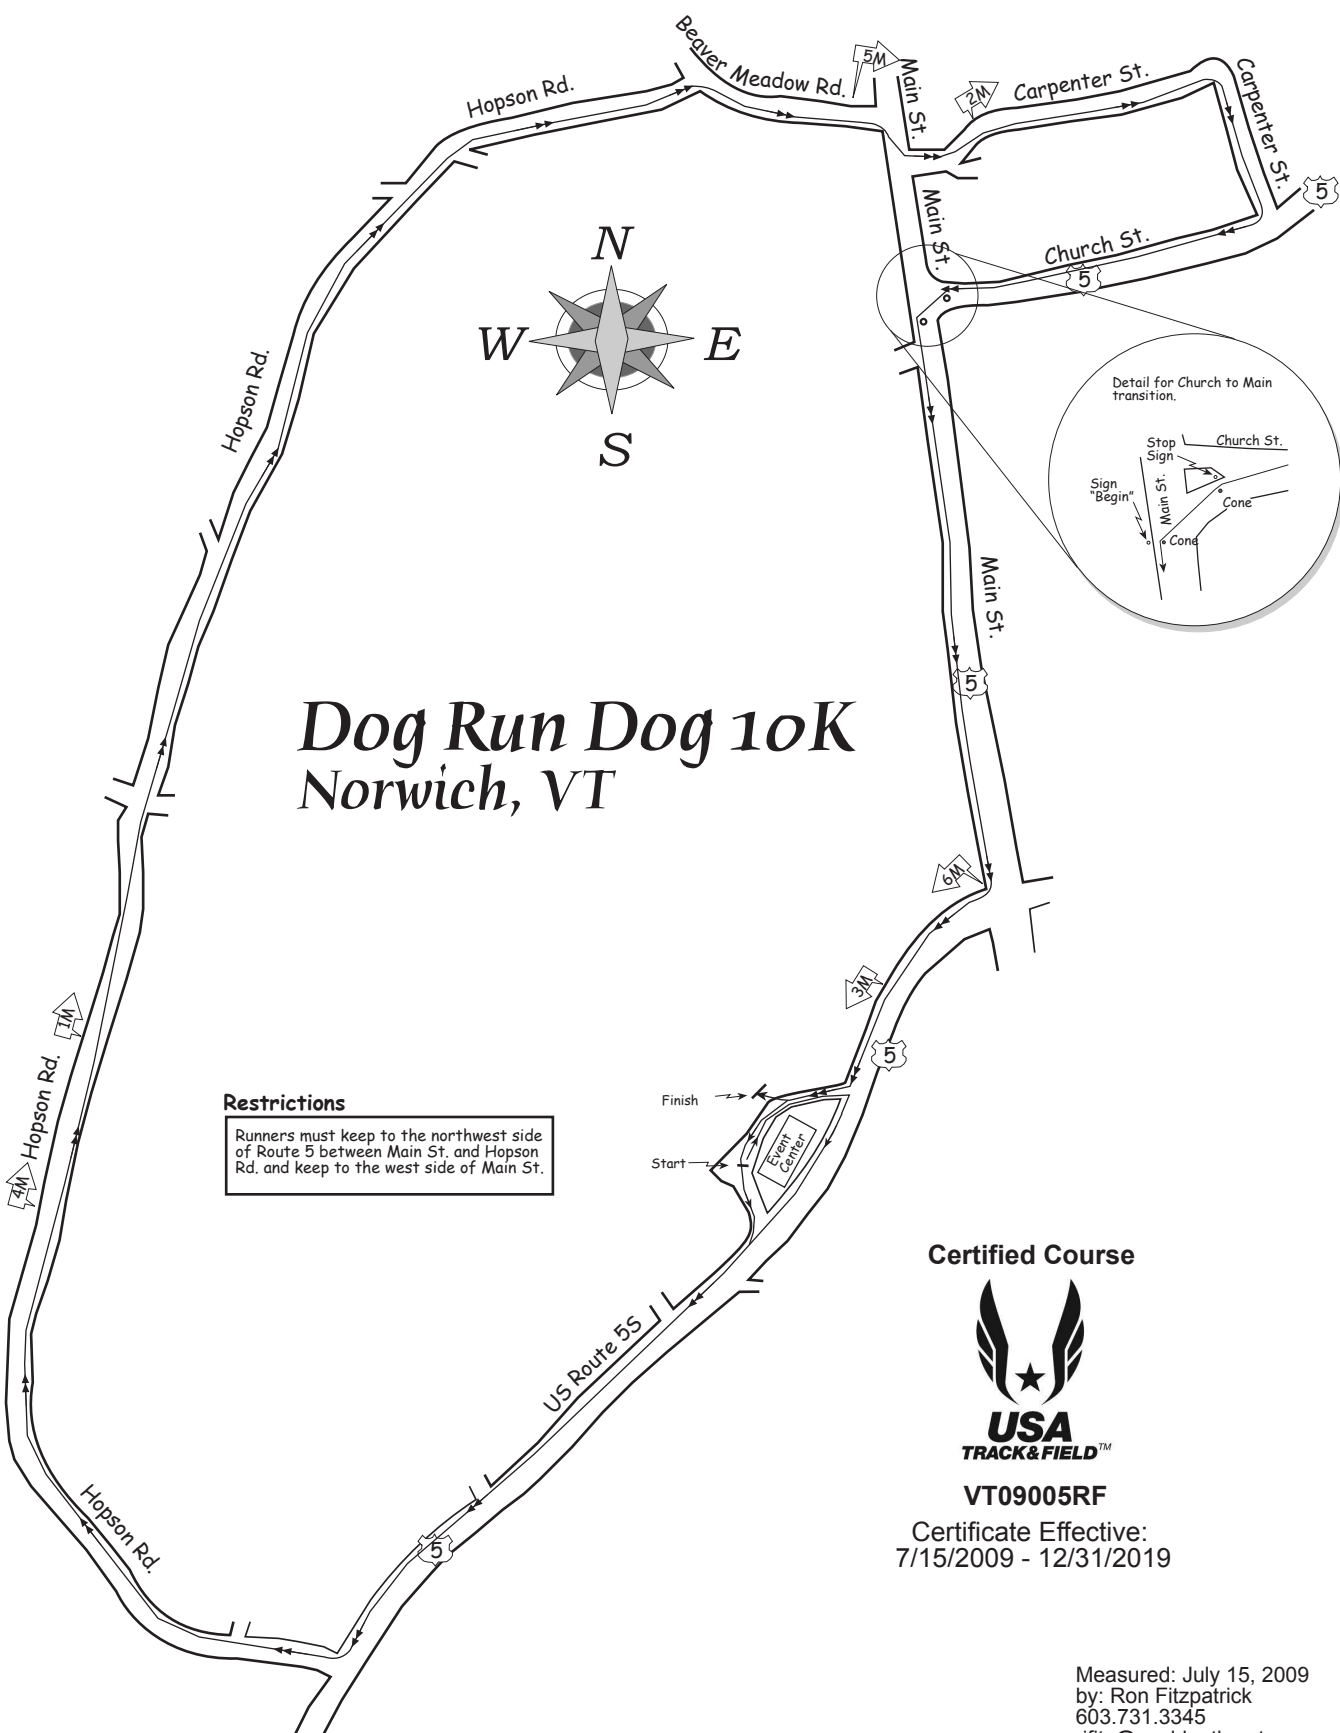 Beaver Meadow Rd.
5M
Main St.
2M
Carpenter St.
Carpenter St.
5
Hopson Rd.
Main St.
Church St.
5
N
W
E
S
Hopson Rd.
Detail for Church to Main
transition.
Stop
Sign
Church St.
Sign
"Begin"
Main St.
Cone
Cone
Main St.
5
Dog Run Dog 10K
Norwich, VT
6M
3M
5
1M
Hopson Rd.
4M
Finish
Start
Event
Center
Restrictions
Runners must keep to the northwest side
of Route 5 between Main St. and Hopson
Rd. and keep to the west side of Main St.
US Route 5S
5
Hopson Rd.
Certified Course
USA
TRACK&FIELD™
VT09005RF
Certificate Effective:
7/15/2009 - 12/31/2019
Measured: July 15, 2009
by: Ron Fitzpatrick
603.731.3345